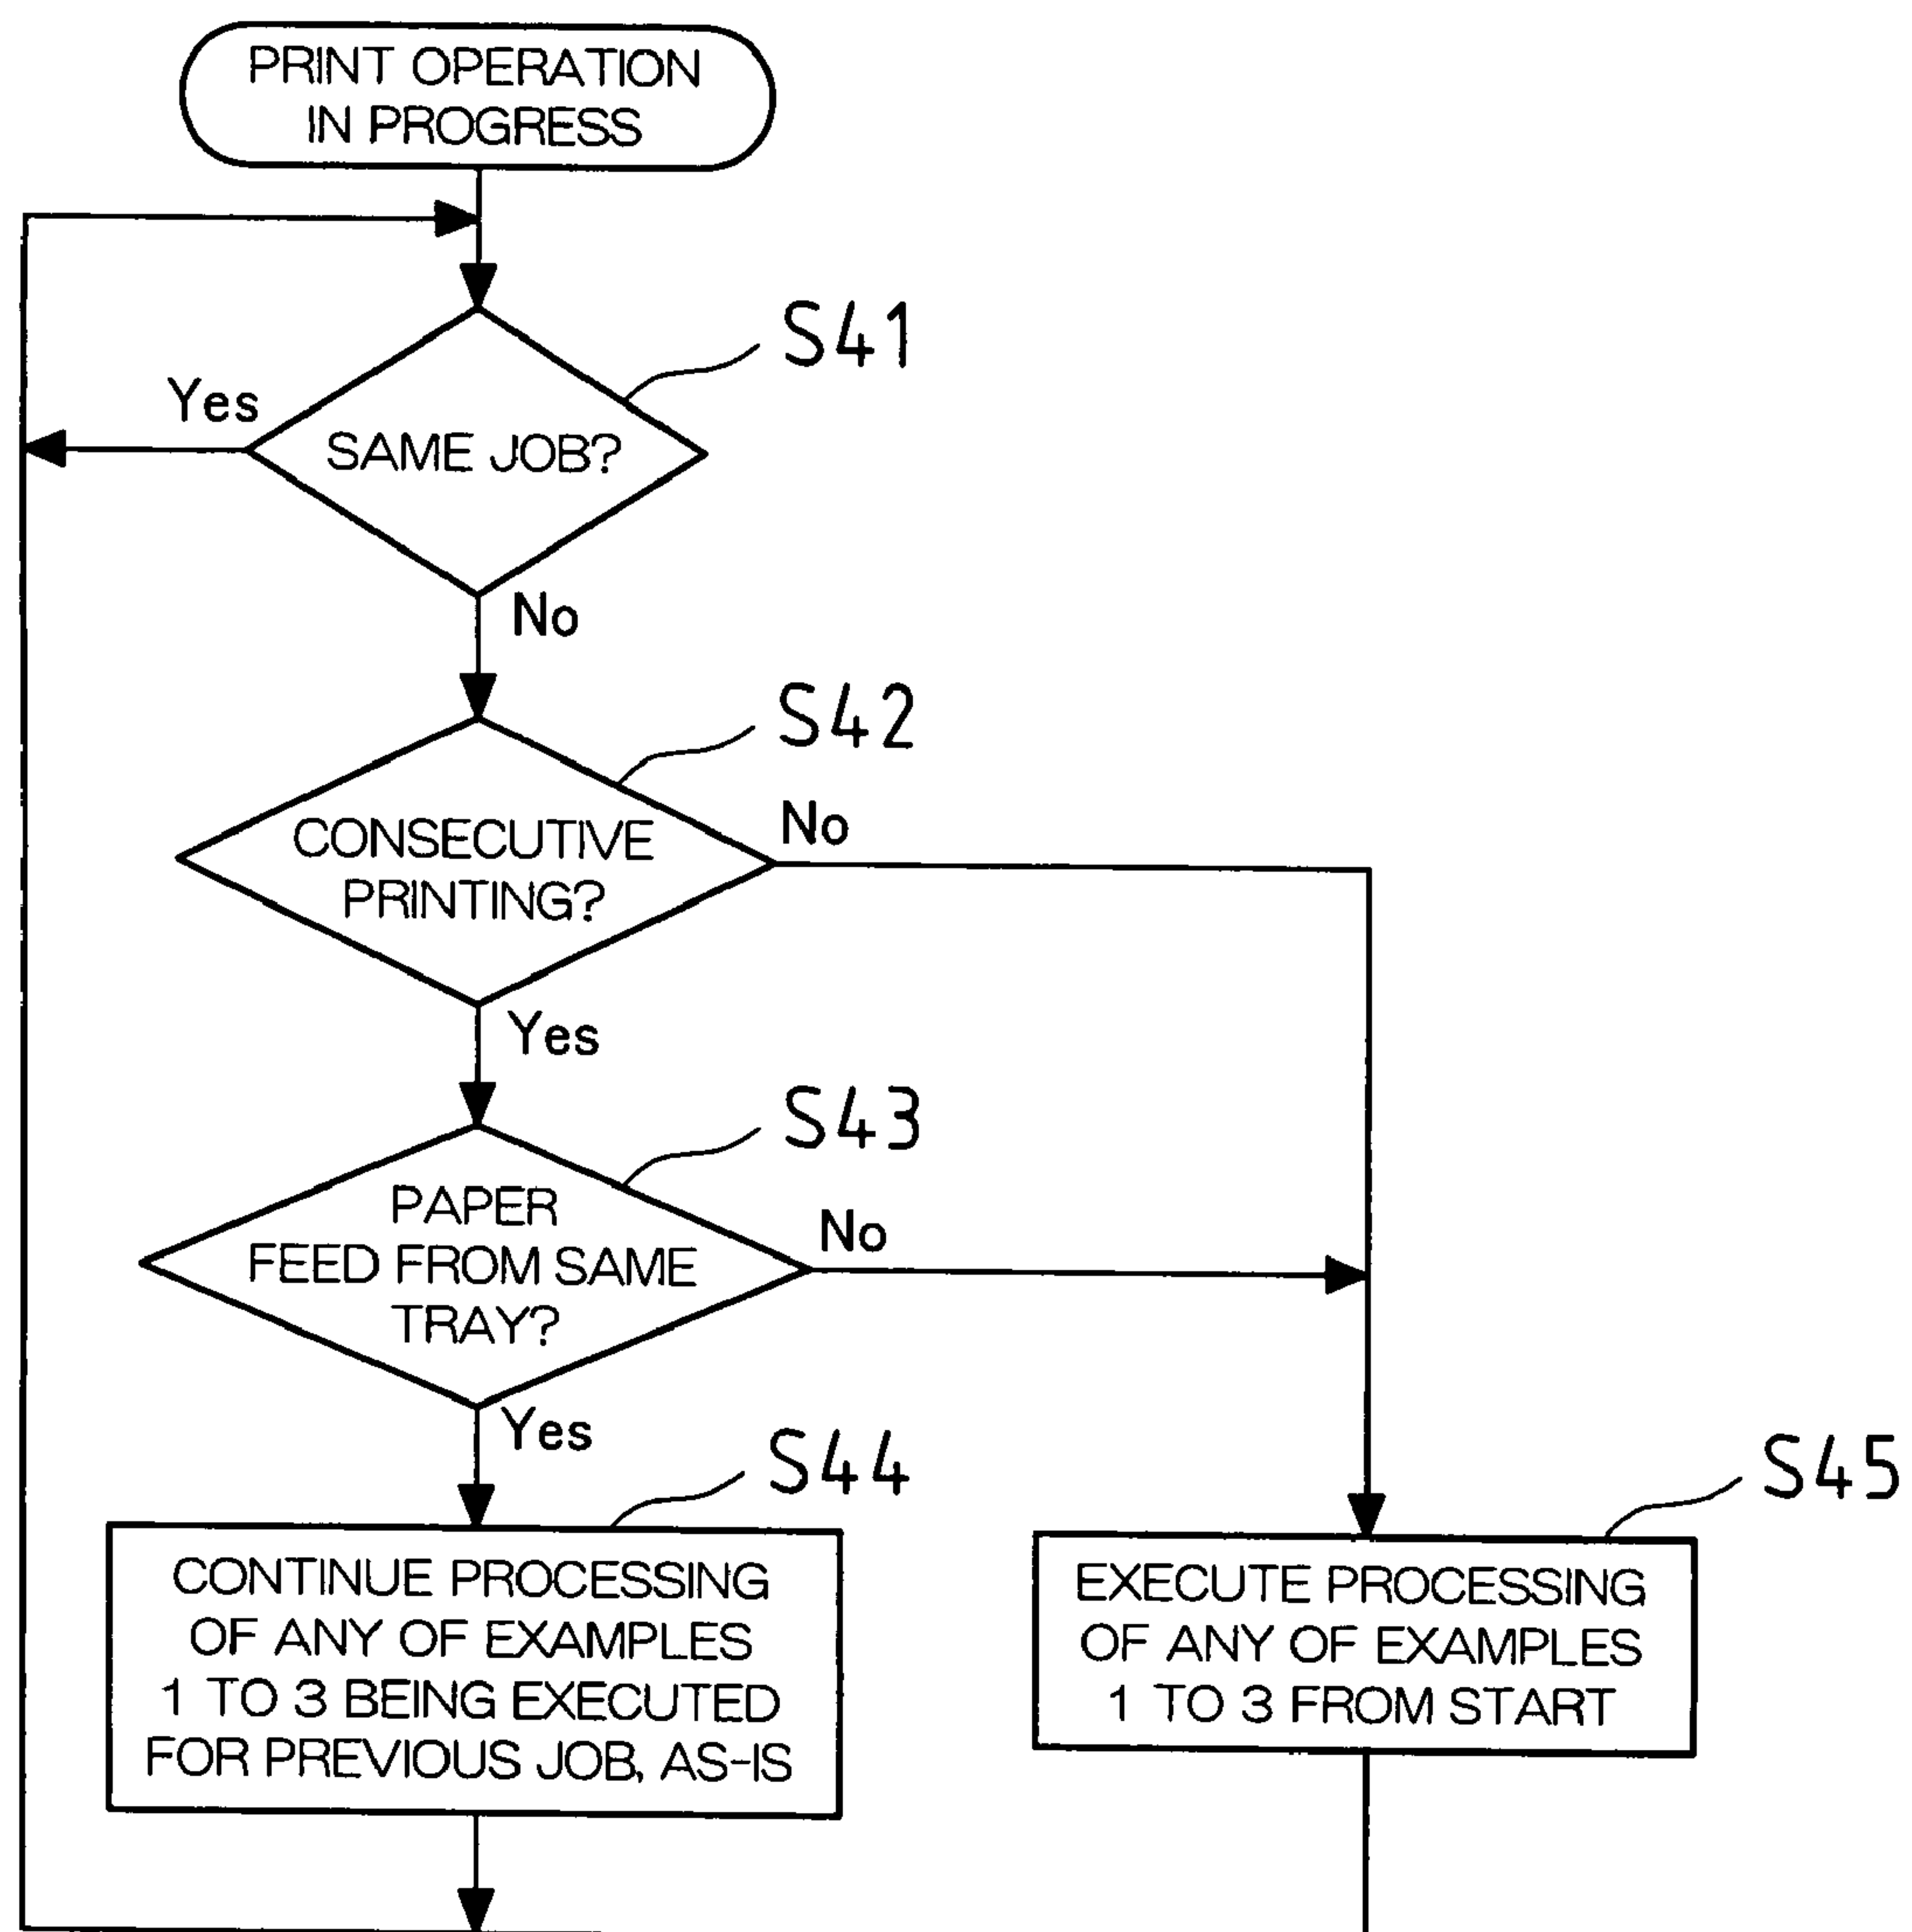 PRINT OPERATION
IN PROGRESS
S41
Yes
SAME JOB?
No
S42
CONSECUTIVE
PRINTING?
No
Yes
S43
PAPER
FEED FROM SAME
TRAY?
No
Yes
S44
CONTINUE PROCESSING
OF ANY OF EXAMPLES
1 TO 3 BEING EXECUTED
FOR PREVIOUS JOB, AS-IS
S45
EXECUTE PROCESSING
OF ANY OF EXAMPLES
1 TO 3 FROM START